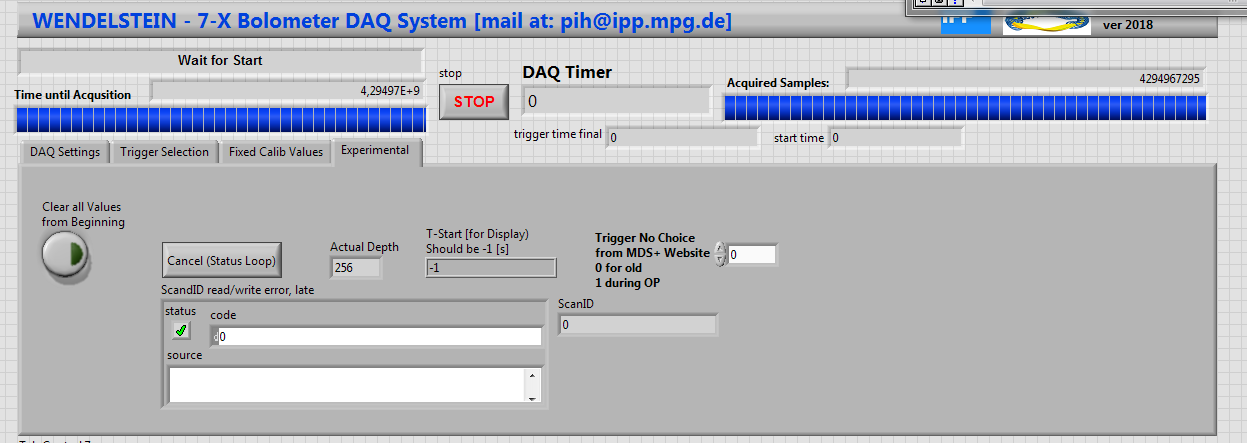 WENDELSTEIN - 7-X Bolometer DAQ System [mail at: pih@ipp.mpg.de]
ver 2018
Wait for Start
stop
DAQ Timer
Time until Acqusition
4,29497E+9
STOP
0
Acquired Samples:
4294967295
trigger time final
0
start time
0
DAQ Settings
Trigger Selection
Fixed Calib Values
Experimental
Clear all Values
from Beginning
Cancel (Status Loop)
Actual Depth
256
T-Start [for Display)
Should be -1 [s]
-1
Trigger No Choice
from MDS+ Website
0 for old
1 during OP
0
ScandID read/write error, late
status
code
0
source
ScanID
0